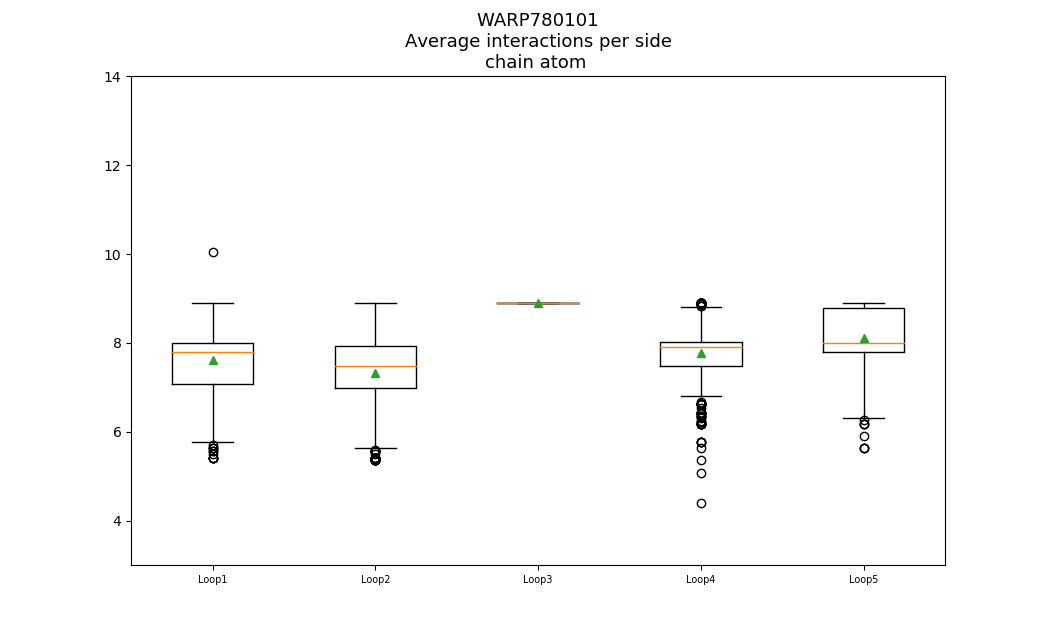 WARP780101
Average interactions per side
chain atom
14
12
10
8
6
4
Loop1
Loop2
Loop3
Loop4
Loop5